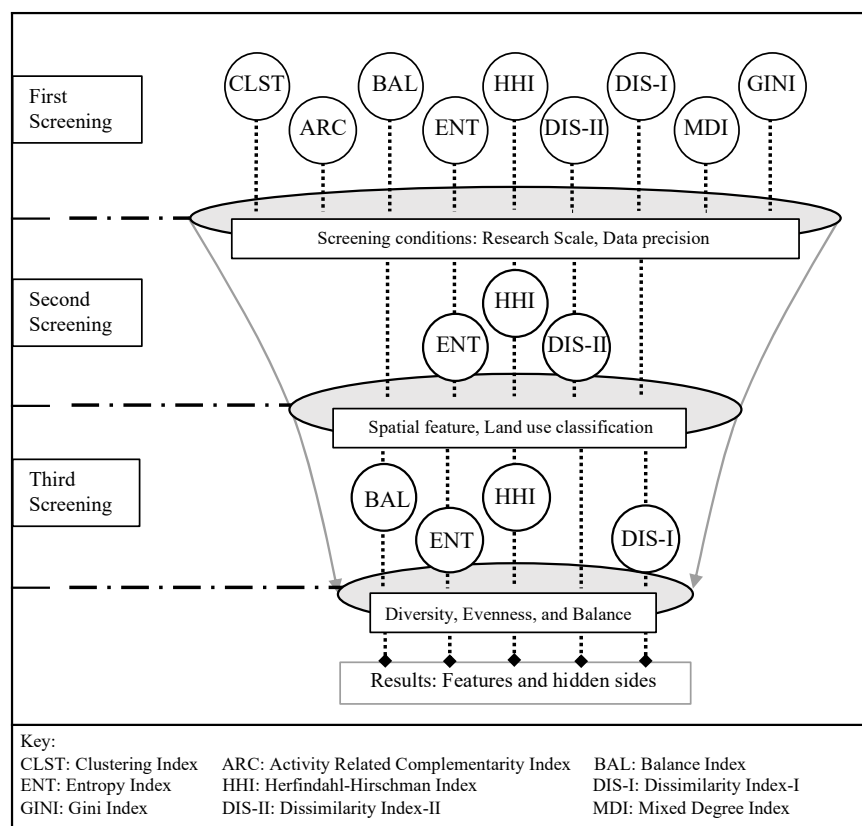 CLST BAL HHI DIS-I GINI
ARC ENT DIS-II MDI
First
Screening
Screening conditions: Research Scale, Data precision
Second
Screening
HHI
ENT DIS-II
Spatial feature, Land use classification
Third
Screening
BAL HHI
ENT DIS-I
Diversity, Evenness, and Balance
Results: Features and hidden sides
Key:
CLST: Clustering Index ARC: Activity Related Complementarity Index BAL: Balance Index
ENT: Entropy Index HHI: Herfindahl-Hirschman Index DIS-I: Dissimilarity Index-I
GINI: Gini Index DIS-II: Dissimilarity Index-II MDI: Mixed Degree Index